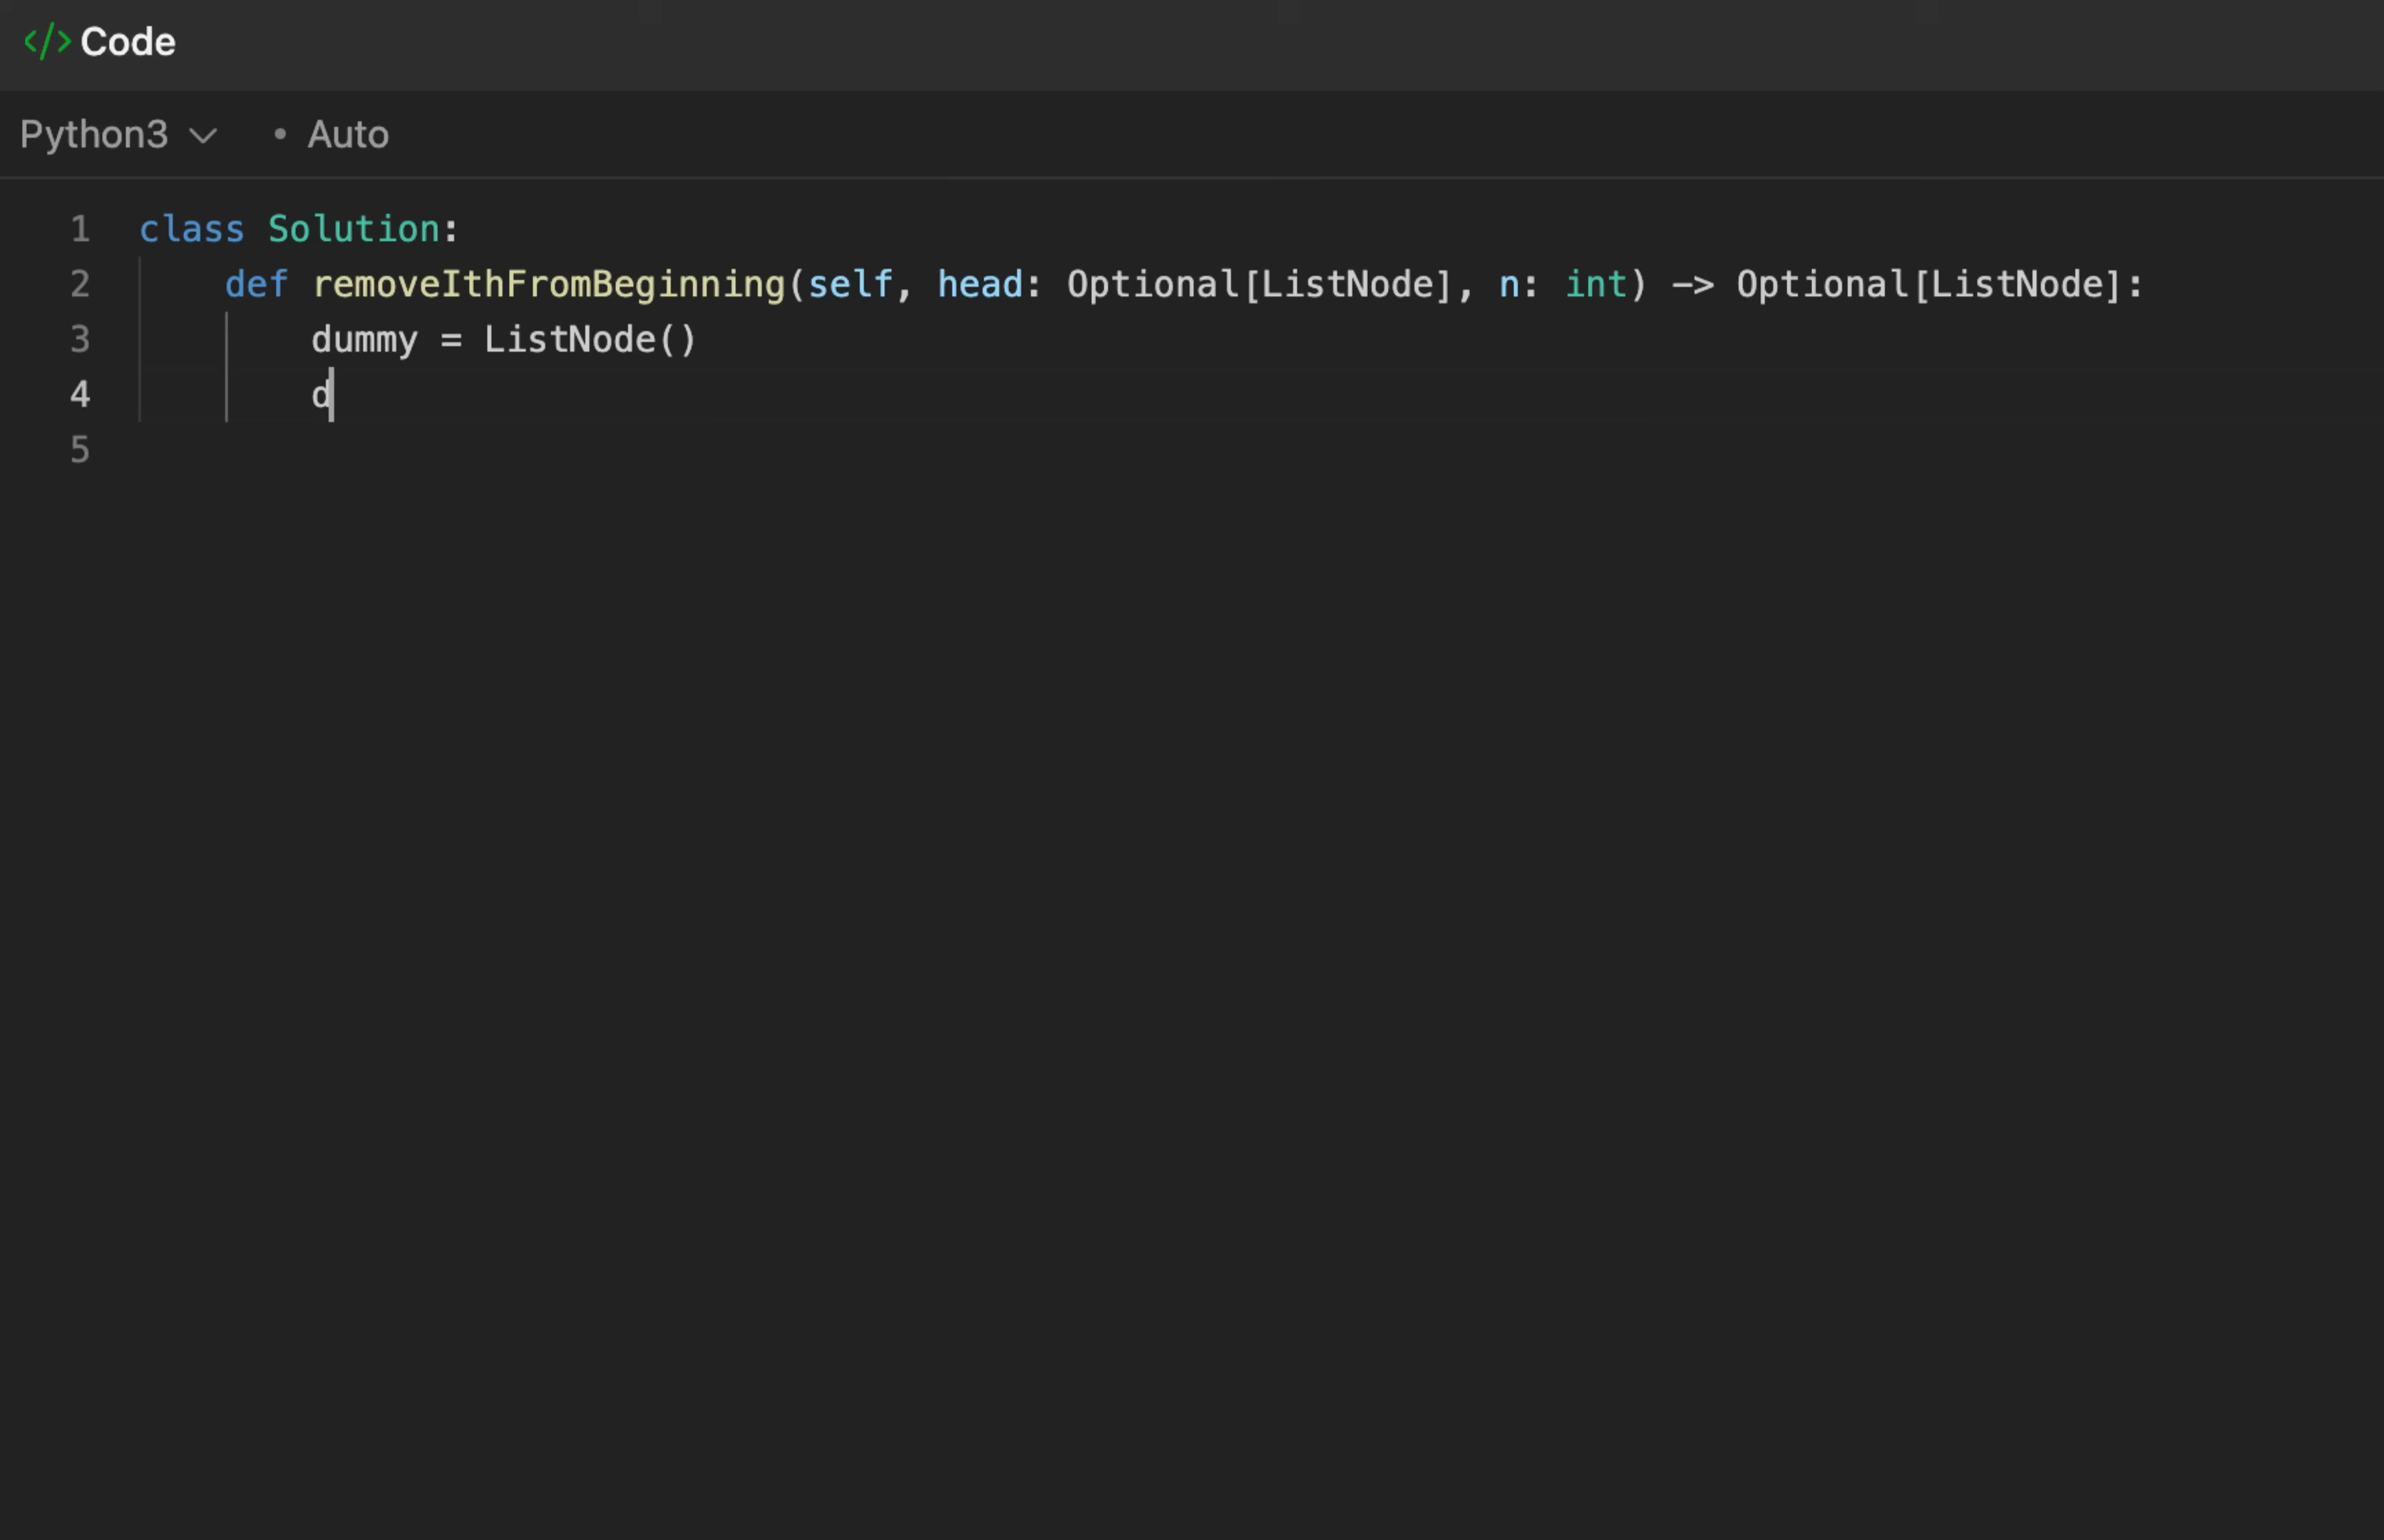 </> Code
Python3 • Auto
1 class Solution:
2 def removeIthFromBeginning(self, head: Optional[ListNode], n: int) -> Optional[ListNode]:
3 dummy = ListNode()
4 d
5